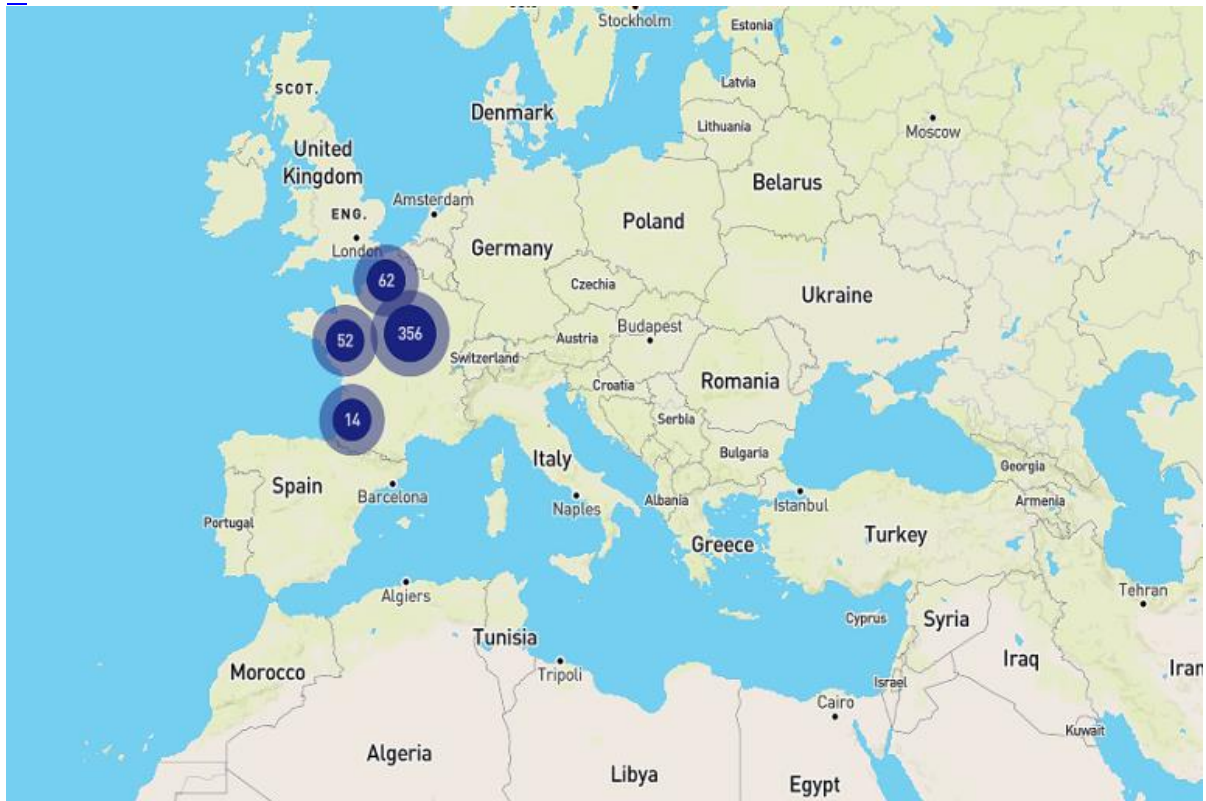 Stockholm
Estonia
SCOT.
Latvia
Denmark
Lithuania
Moscow
United
Kingdom
Belarus
Amsterdam
ENG.
Poland
London
Germany
62
Czechia
Ukraine
52
356
Budapest
Austria
Switzerland
Croatia
Romania
14
Serbia
Bulgaria
Italy
Georgia
Spain
Barcelona
Naples
Albania
Istanbul
Armenia
Portugal
Greece
Turkey
Algiers
Tehran
Cyprus
Syria
Tunisia
Morocco
Tripoli
Iraq
Iran
Israel
Cairo
Kuwait
Algeria
Libya
Egypt